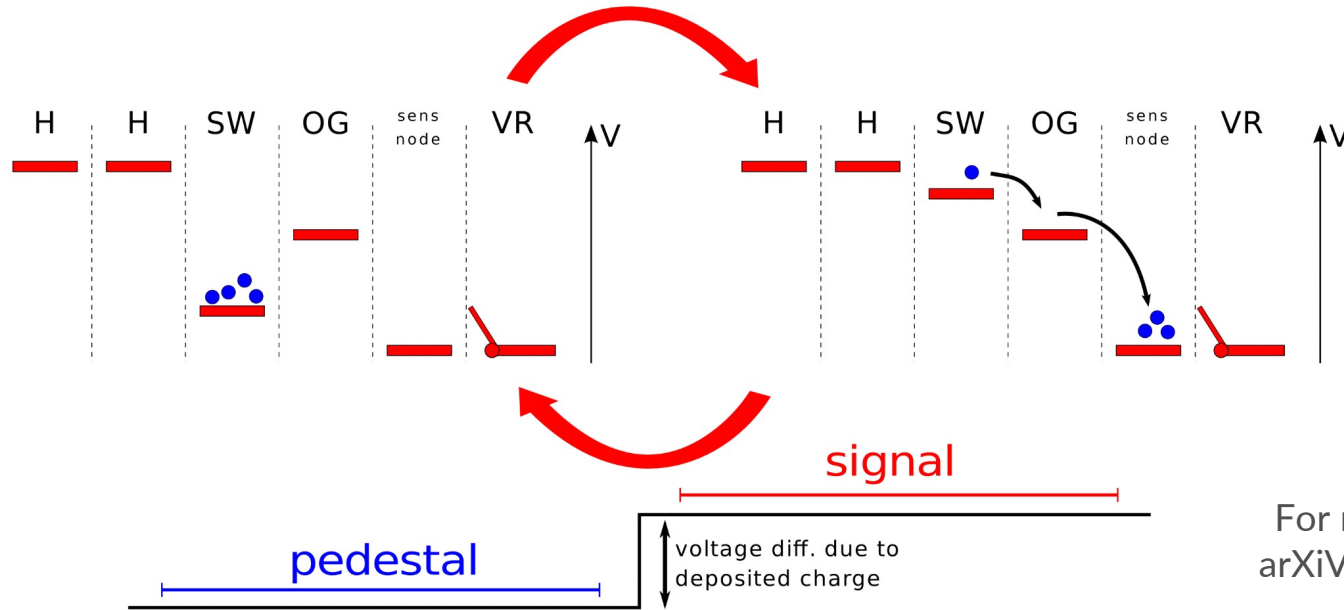 H H SW OG sens node VR V
H H SW OG sens node VR V
signal
pedestal
voltage diff. due to
deposited charge
For
arXiV